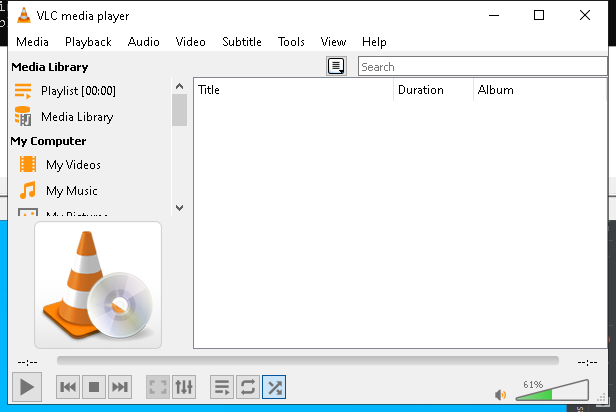 VLC media player
Media Playback Audio Video Subtitle Tools View Help
Media Library
Search
Playlist [00:00]
Title Duration Album
Media Library
My Computer
My Videos
My Music
My Pictures
--:-- --:--
61%